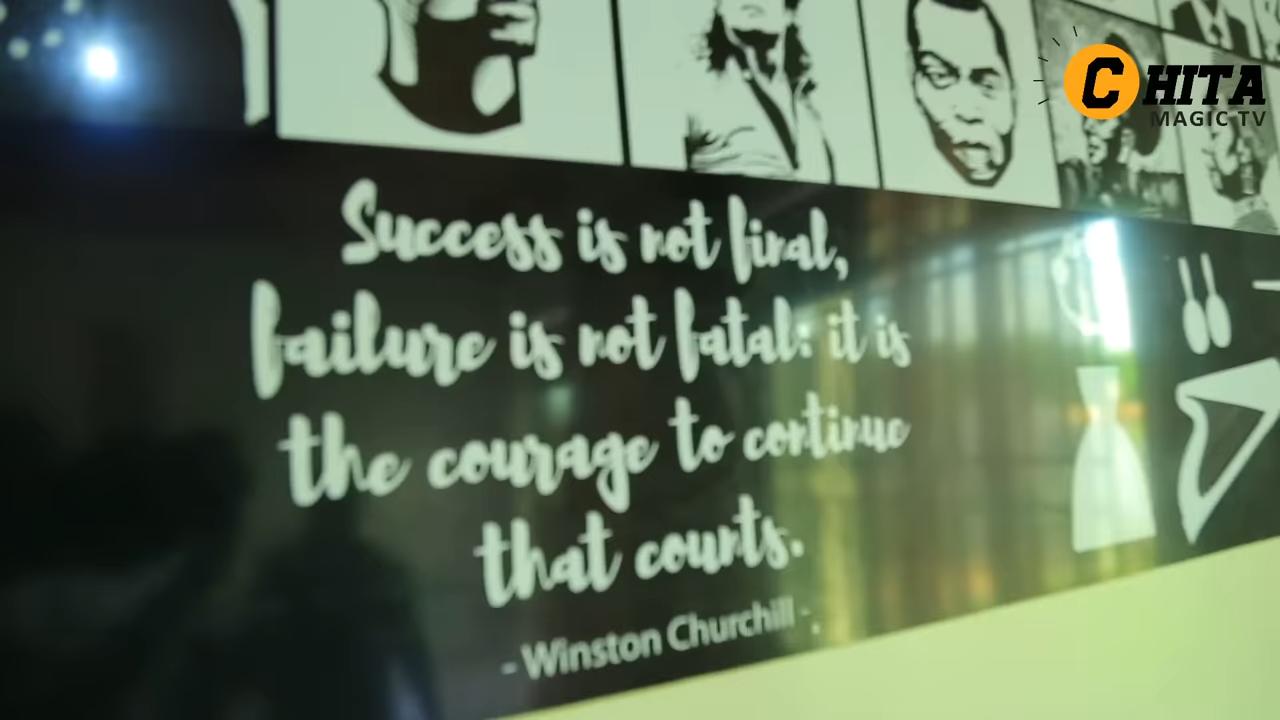 CHITA
MAGIC TV
Success is not final,
failure is not fatal: it is
the courage to continue
that counts.
- Winston Churchill -